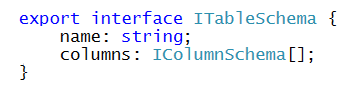 export interface ITableSchema {
    name: string;
    columns: IColumnSchema[];
}